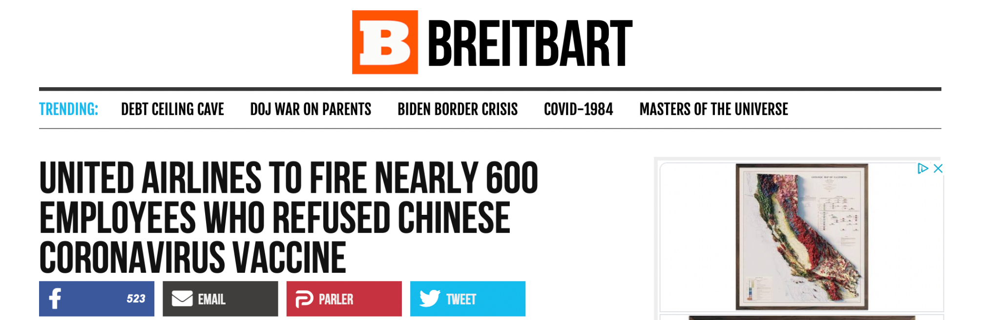 B BREITBART
TRENDING: DEBT CEILING CAVE DOJ WAR ON PARENTS BIDEN BORDER CRISIS COVID-1984 MASTERS OF THE UNIVERSE
UNITED AIRLINES TO FIRE NEARLY 600
EMPLOYEES WHO REFUSED CHINESE
CORONAVIRUS VACCINE
f 523 EMAIL PARLER TWEET
GEOLOGIC MAP OF CALIFORNIA